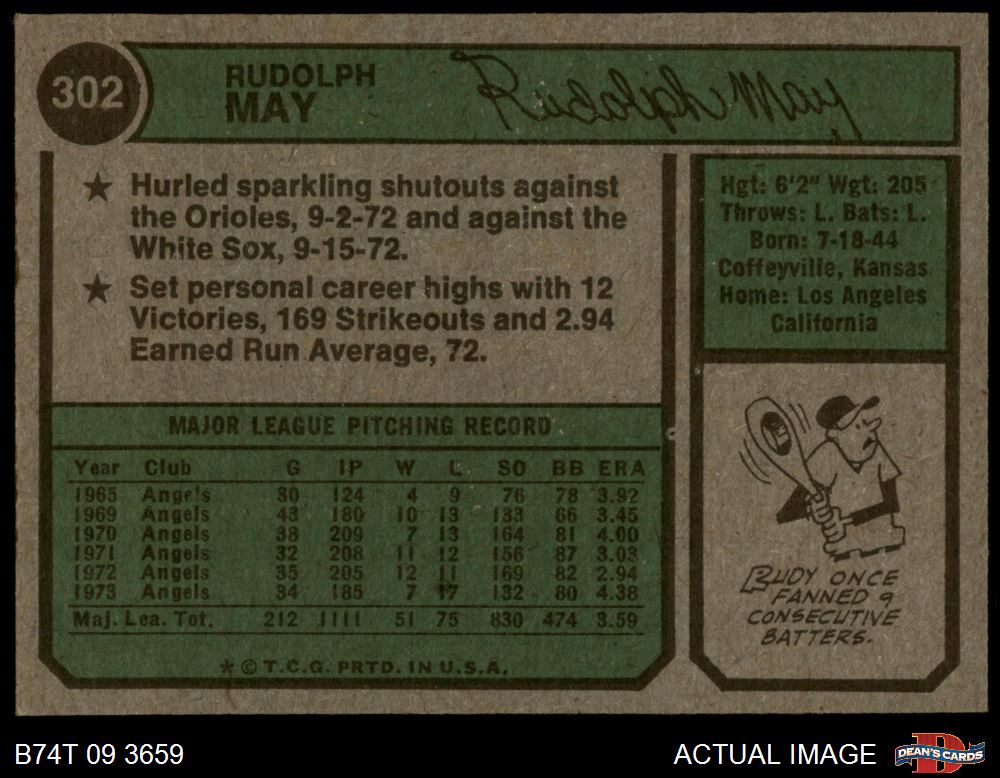 302
RUDOLPH
MAY
Rudolph May
★ Hurled sparkling shutouts against
the Orioles, 9-2-72 and against the
White Sox, 9-15-72.
★ Set personal career highs with 12
Victories, 169 Strikeouts and 2.94
Earned Run Average, 72.
Hgt: 6'2" Wgt: 205
Throws: L. Bats: L.
Born: 7-18-44
Coffeyville, Kansas
Home: Los Angeles
California
MAJOR LEAGUE PITCHING RECORD
Year Club G IP W L SO BB ERA
1965 Angels 30 124 4 9 76 78 3.92
1969 Angels 43 180 10 13 133 66 3.45
1970 Angels 38 209 7 13 164 81 4.00
1971 Angels 32 208 11 12 156 87 3.03
1972 Angels 35 205 12 11 169 82 2.94
1973 Angels 34 185 7 17 132 80 4.38
Maj. Lea. Tot. 212 1111 51 75 830 474 3.59
* © T.C.G. PRTD. IN U.S.A.
RUDY ONCE
FANNED 9
CONSECUTIVE
BATTERS.
B74T 09 3659
ACTUAL IMAGE
DEAN'S CARDS